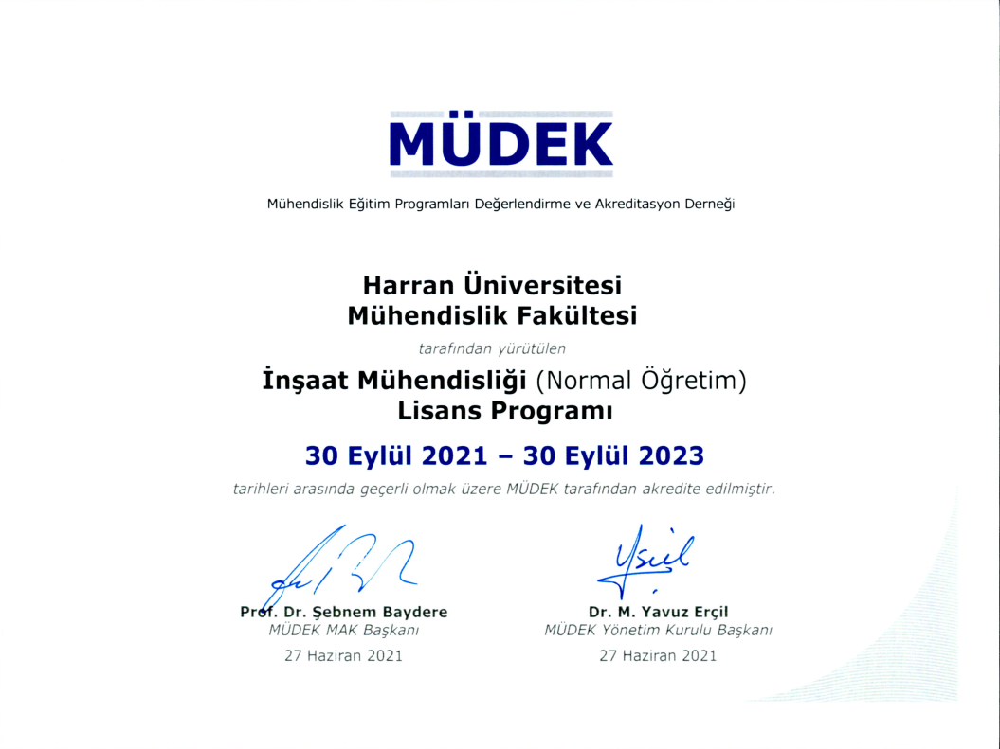 MÜDEK
Mühendislik Eğitim Programları Değerlendirme ve Akreditasyon Derneği
Harran Üniversitesi
Mühendislik Fakültesi
tarafından yürütülen
İnşaat Mühendisliği (Normal Öğretim)
Lisans Programı
30 Eylül 2021 – 30 Eylül 2023
tarihleri arasında geçerli olmak üzere MÜDEK tarafından akredite edilmiştir.
Prof. Dr. Şebnem Baydere
MÜDEK MAK Başkanı
27 Haziran 2021
Dr. M. Yavuz Erçil
MÜDEK Yönetim Kurulu Başkanı
27 Haziran 2021